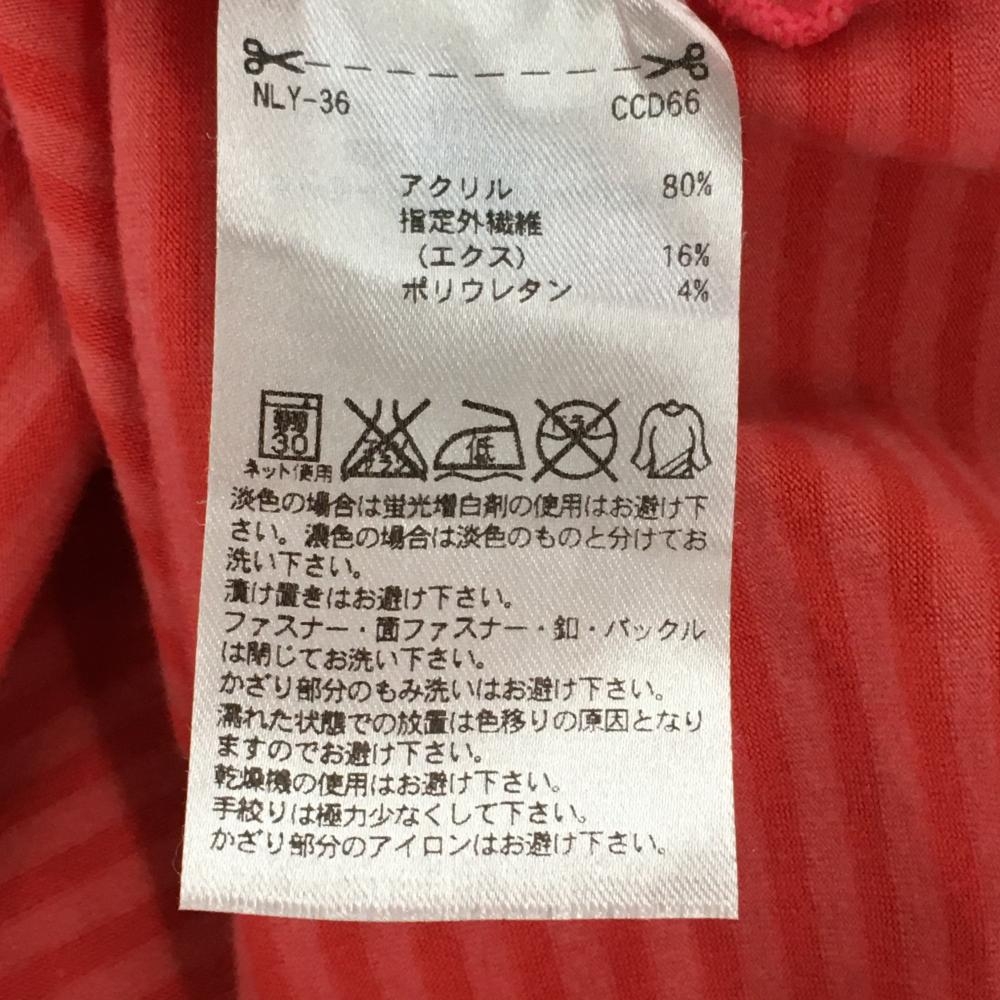 NLY-36 CCD66
アクリル 80%
指定外繊維
(エクス) 16%
ポリウレタン 4%
30 低 ドライ
ネット使用
淡色の場合は蛍光増白剤の使用はお避け下
さい。濃色の場合は淡色のものと分けてお
洗い下さい。
漬け置きはお避け下さい。
ファスナー・面ファスナー・釦・バックル
は閉じてお洗い下さい。
かざり部分のもみ洗いはお避け下さい。
濡れた状態での放置は色移りの原因となり
ますのでお避け下さい。
乾燥機の使用はお避け下さい。
手絞りは極力少なくして下さい。
かざり部分のアイロンはお避け下さい。